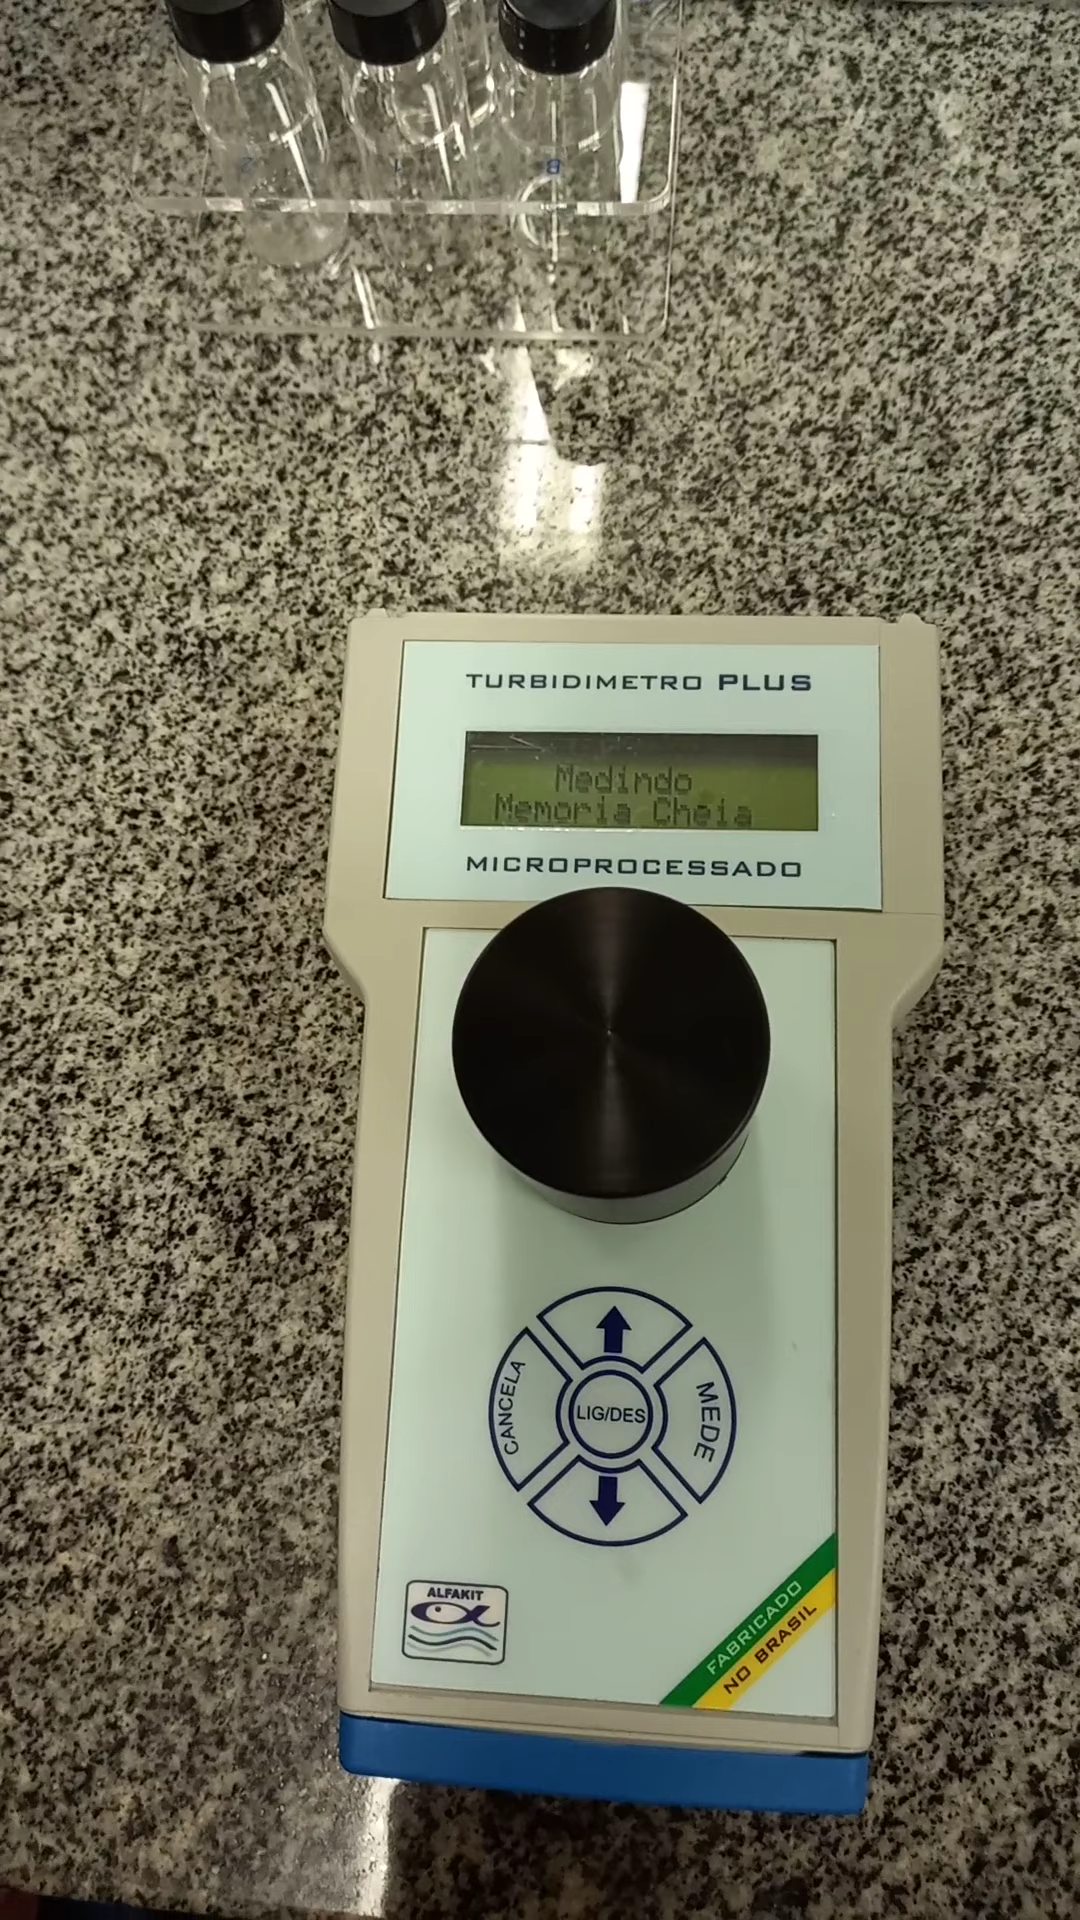 TURBIDIMETRO PLUS
Medindo
Memoria Cheia
MICROPROCESSADO
CANCELA
LIG/DES
MEDE
ALFAKIT
FABRICADO
NO BRASIL